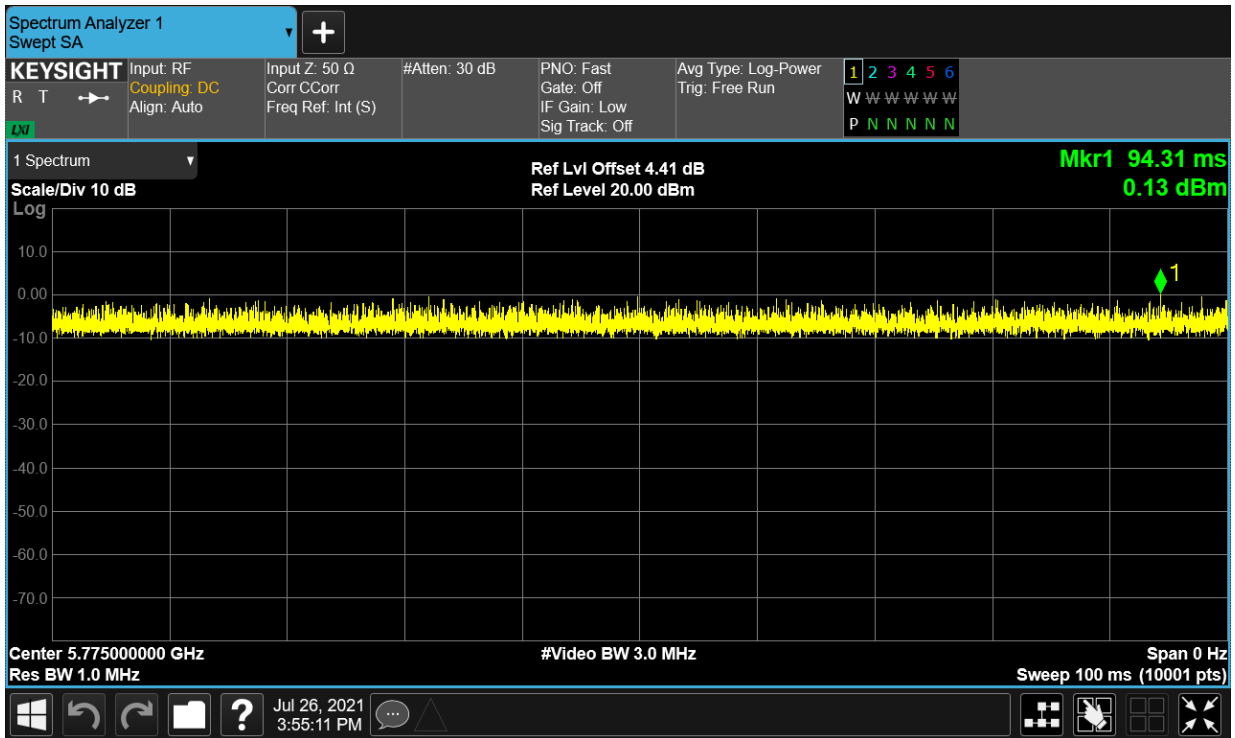 Spectrum Analyzer 1
Swept SA
+
KEYSIGHT
R T
LXI
Input: RF
Coupling: DC
Align: Auto
Input Z: 50 Ω
Corr CCorr
Freq Ref: Int (S)
#Atten: 30 dB
PNO: Fast
Gate: Off
IF Gain: Low
Sig Track: Off
Avg Type: Log-Power
Trig: Free Run
1 2 3 4 5 6
W W W W W W
P N N N N N
1 Spectrum
Scale/Div 10 dB
Ref Lvl Offset 4.41 dB
Ref Level 20.00 dBm
Mkr1 94.31 ms
0.13 dBm
Log
10.0
0.00
-10.0
-20.0
-30.0
-40.0
-50.0
-60.0
-70.0
1
Center 5.775000000 GHz
Res BW 1.0 MHz
#Video BW 3.0 MHz
Span 0 Hz
Sweep 100 ms (10001 pts)
?
Jul 26, 2021
3:55:11 PM